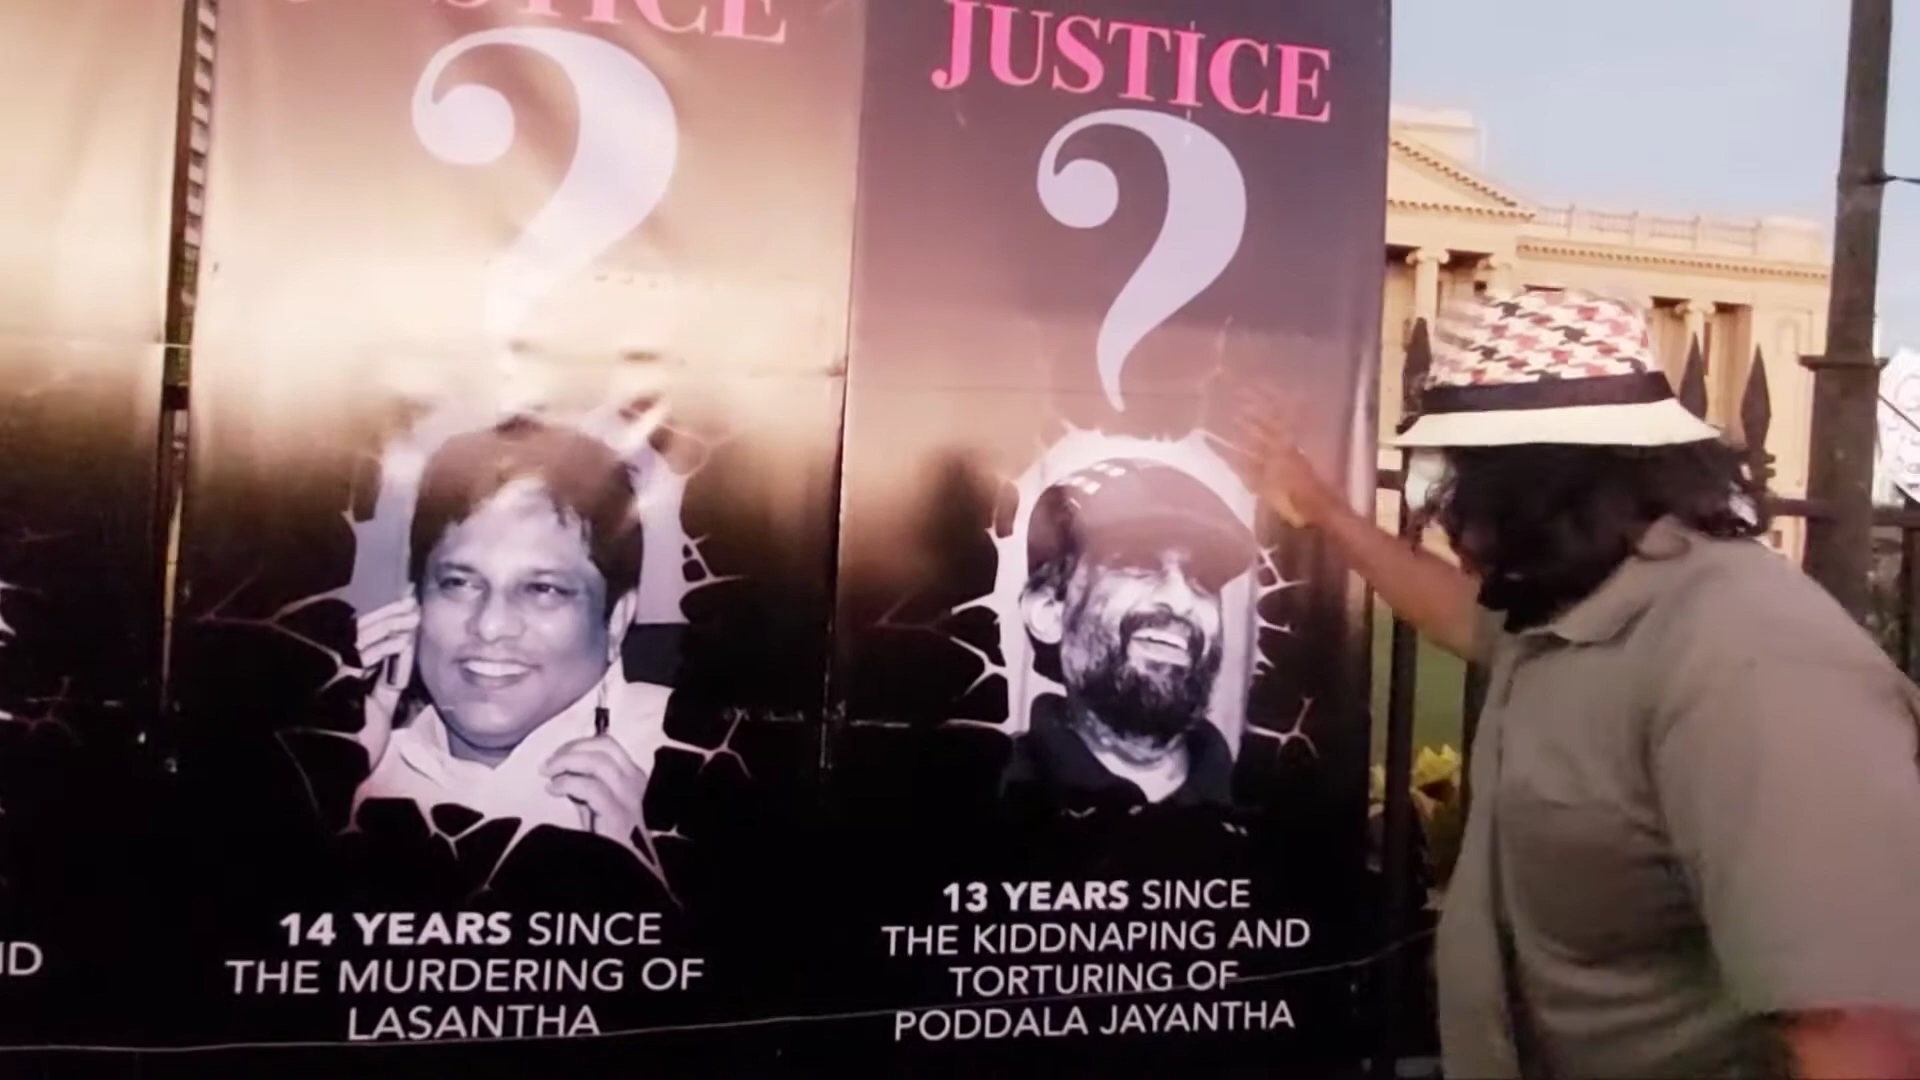 JUSTICE
?
14 YEARS SINCE
THE MURDERING OF
LASANTHA
JUSTICE
?
13 YEARS SINCE
THE KIDDNAPING AND
TORTURING OF
PODDALA JAYANTHA